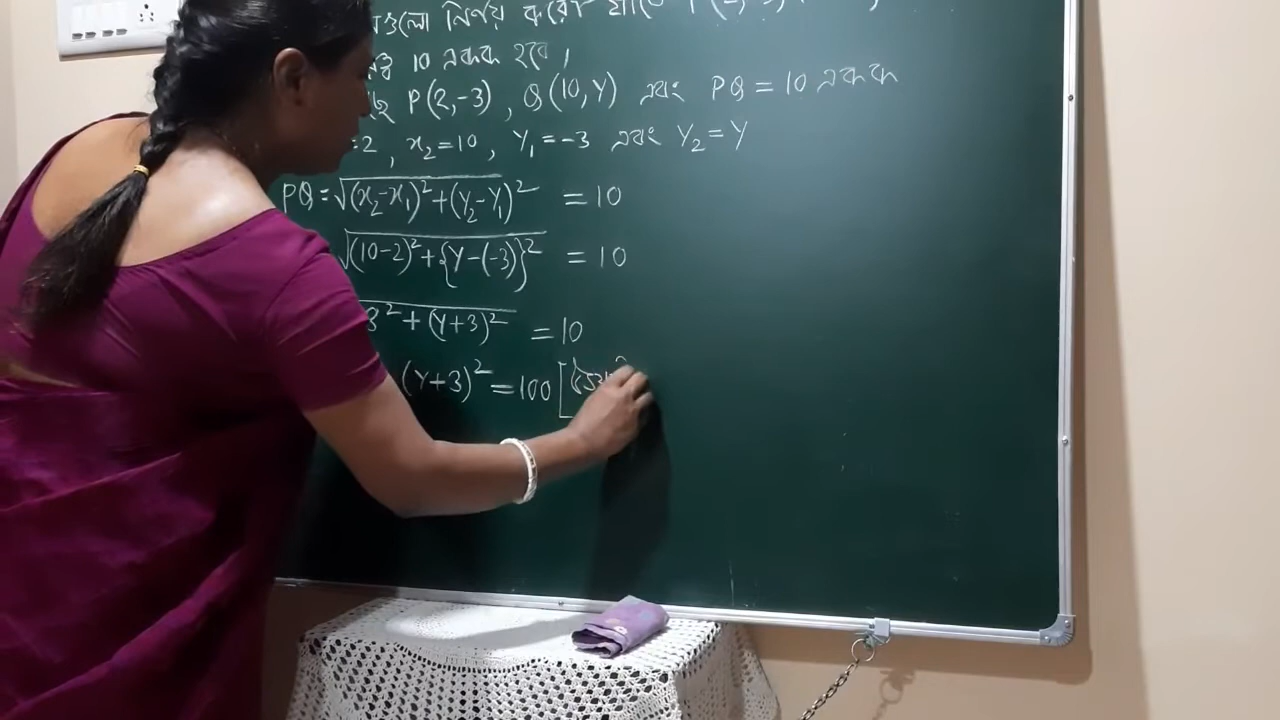 নির্ণয় করো
10 একক হবে।
P(2,-3), Q(10,Y) এবং PQ = 10 একক
=2, x₂=10, Y₁=-3 এবং Y₂=Y
PQ = √(x₂-x₁)²+(Y₂-Y₁)² = 10
√(10-2)²+{Y-(-3)}² = 10
8²+(Y+3)² = 10
(Y+3)² = 100 [